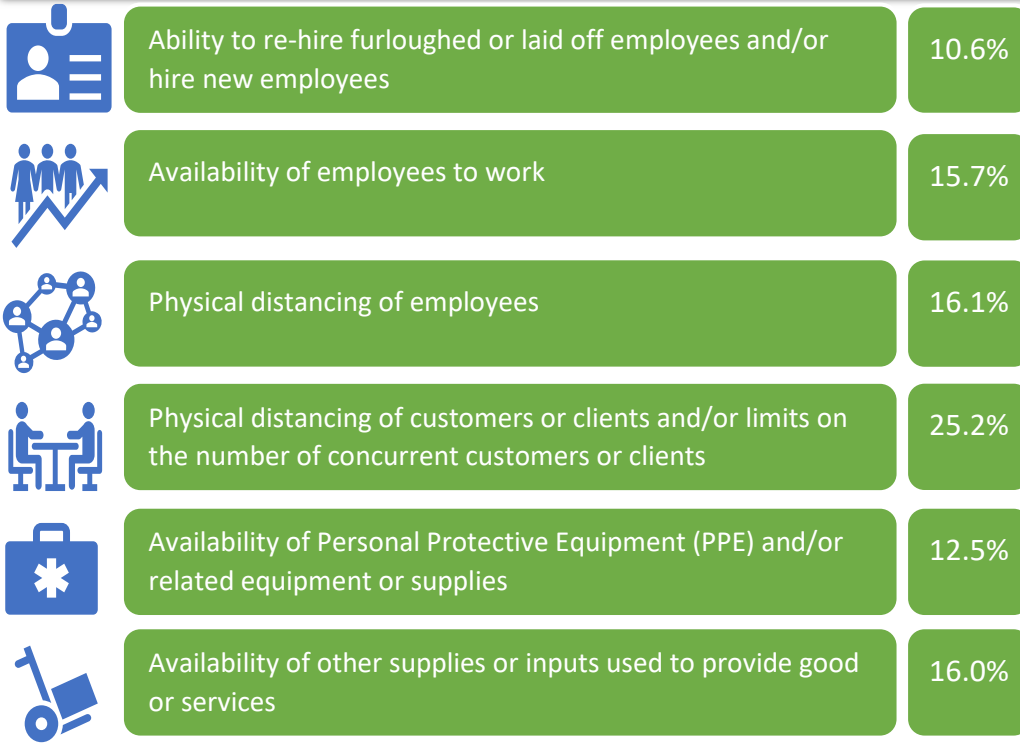 Ability to re-hire furloughed or laid off employees and/or
hire new employees
10.6%
Availability of employees to work
15.7%
Physical distancing of employees
16.1%
Physical distancing of customers or clients and/or limits on
the number of concurrent customers or clients
25.2%
Availability of Personal Protective Equipment (PPE) and/or
related equipment or supplies
12.5%
Availability of other supplies or inputs used to provide good
or services
16.0%